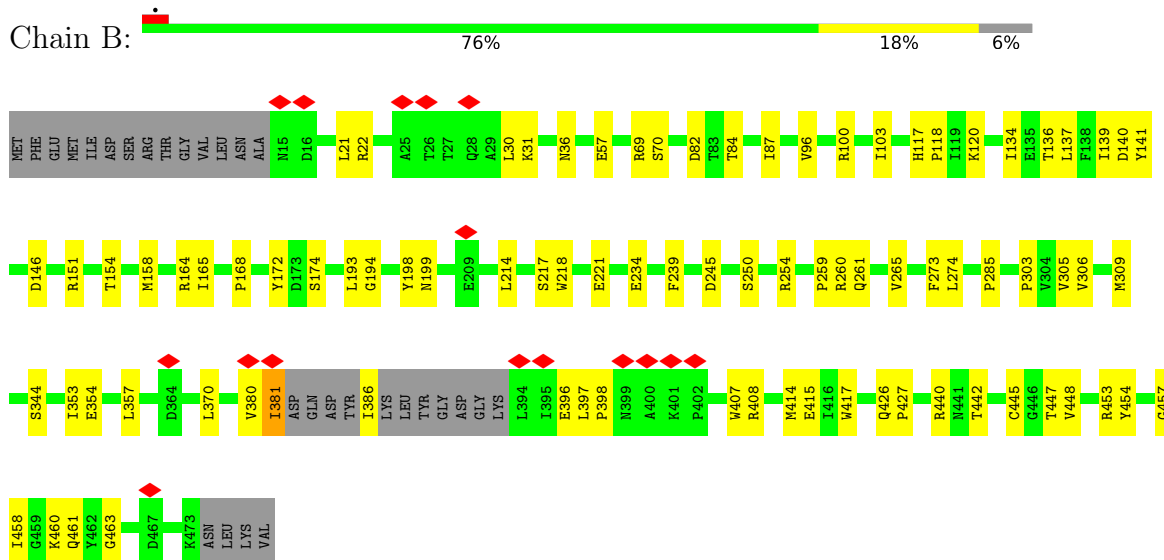 Chain B:
76% 18% 6%
MET PHE GLU MET ILE ASP SER ARG THR GLY VAL LEU ASN ALA N15 D16 L21 R22 A25 T26 T27 Q28 A29 L30 K31 N36 E57 R69 S70 D82 T83 T84 I87 V96 R100 I103 H117 P118 I119 K120 I134 E135 T136 L137 F138 I139 D140 Y141
D146 R151 T154 M158 R164 I165 P168 Y172 D173 S174 L193 G194 Y198 N199 E209 L214 S217 W218 E221 E234 F239 D245 S250 R254 P259 R260 Q261 V265 F273 L274 P285 P303 V304 V305 V306 M309
S344 I353 E354 L357 D364 L370 V380 I381 ASP GLN ASP TYR I386 LYS LEU TYR GLY ASP GLY LYS L394 I395 E396 L397 P398 N399 A400 K401 P402 W407 R408 M414 E415 I416 W417 Q426 P427 R440 N441 T442 C445 G446 T447 V448 R453 Y454 G457
I458 G459 K460 Q461 Y462 G463 D467 K473 ASN LEU LYS VAL